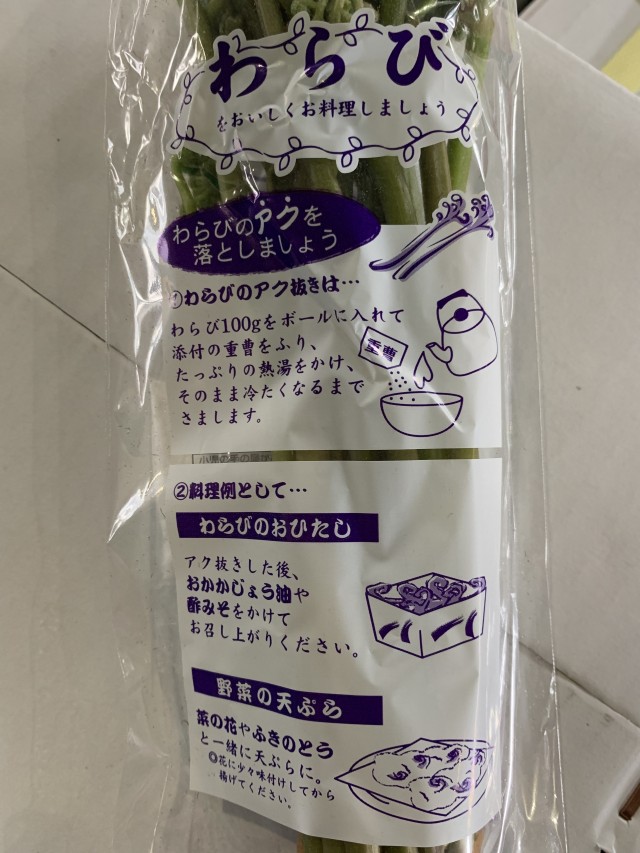 わらび
をおいしくお料理しましょう
わらびのアクを
落としましょう
①わらびのアク抜きは…
わらび100gをボールに入れて
添付の重曹をふり、
たっぷりの熱湯をかけ、
そのまま冷たくなるまで
さまします。
重曹
②料理例として…
わらびのおひたし
アク抜きした後、
おかかじょう油や
酢みそをかけて
お召し上がりください。
野菜の天ぷら
菜の花やふきのとう
と一緒に天ぷらに。
◎花に少々味付けしてから
揚げてください。